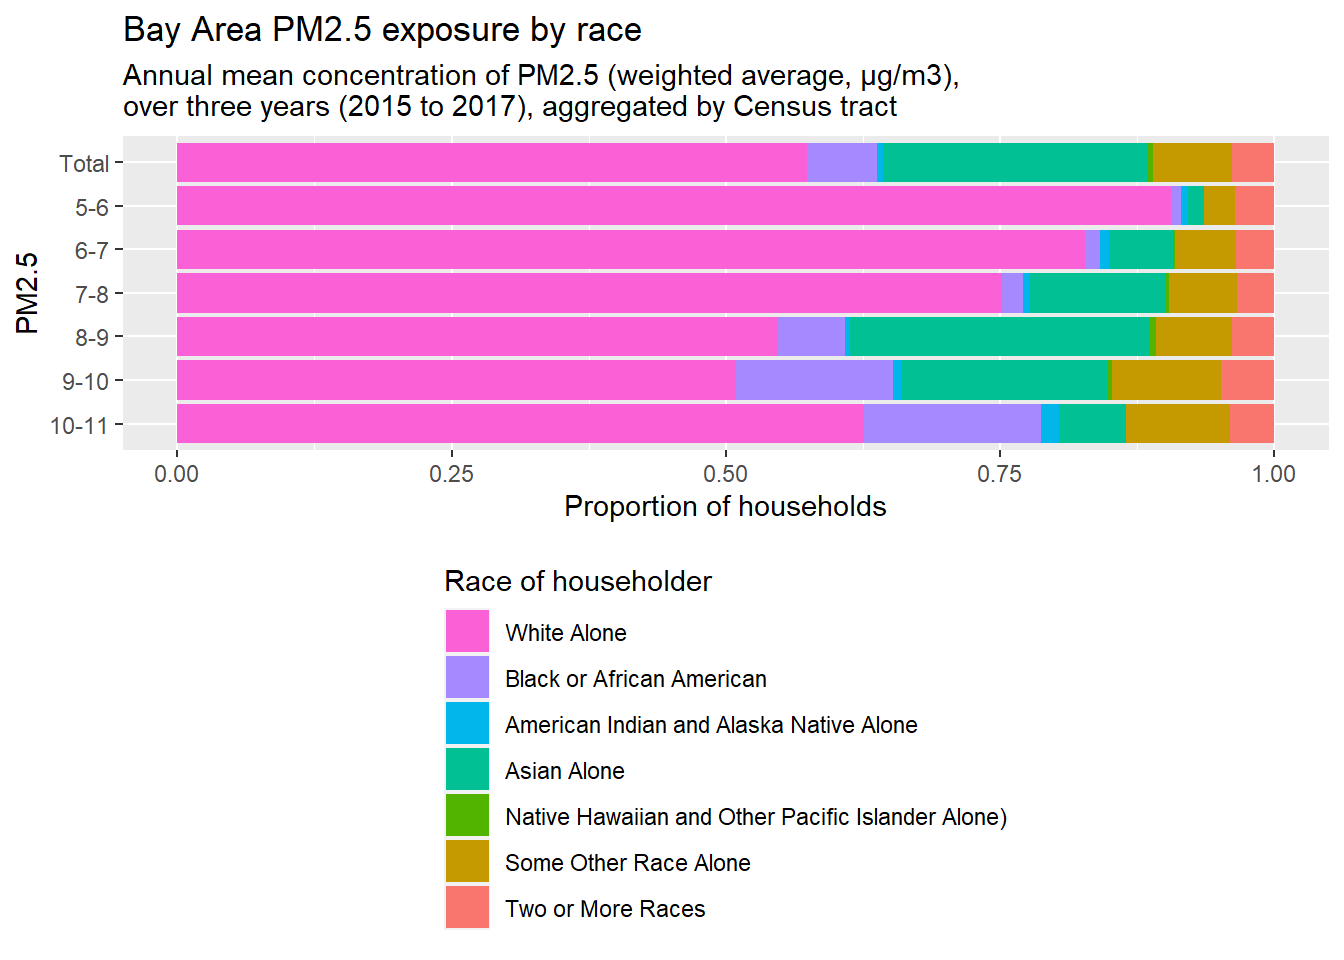 Bay Area PM2.5 exposure by race
Annual mean concentration of PM2.5 (weighted average, µg/m3),
over three years (2015 to 2017), aggregated by Census tract
PM2.5
Total
5-6
6-7
7-8
8-9
9-10
10-11
0.00 0.25 0.50 0.75 1.00
Proportion of households
Race of householder
White Alone
Black or African American
American Indian and Alaska Native Alone
Asian Alone
Native Hawaiian and Other Pacific Islander Alone)
Some Other Race Alone
Two or More Races